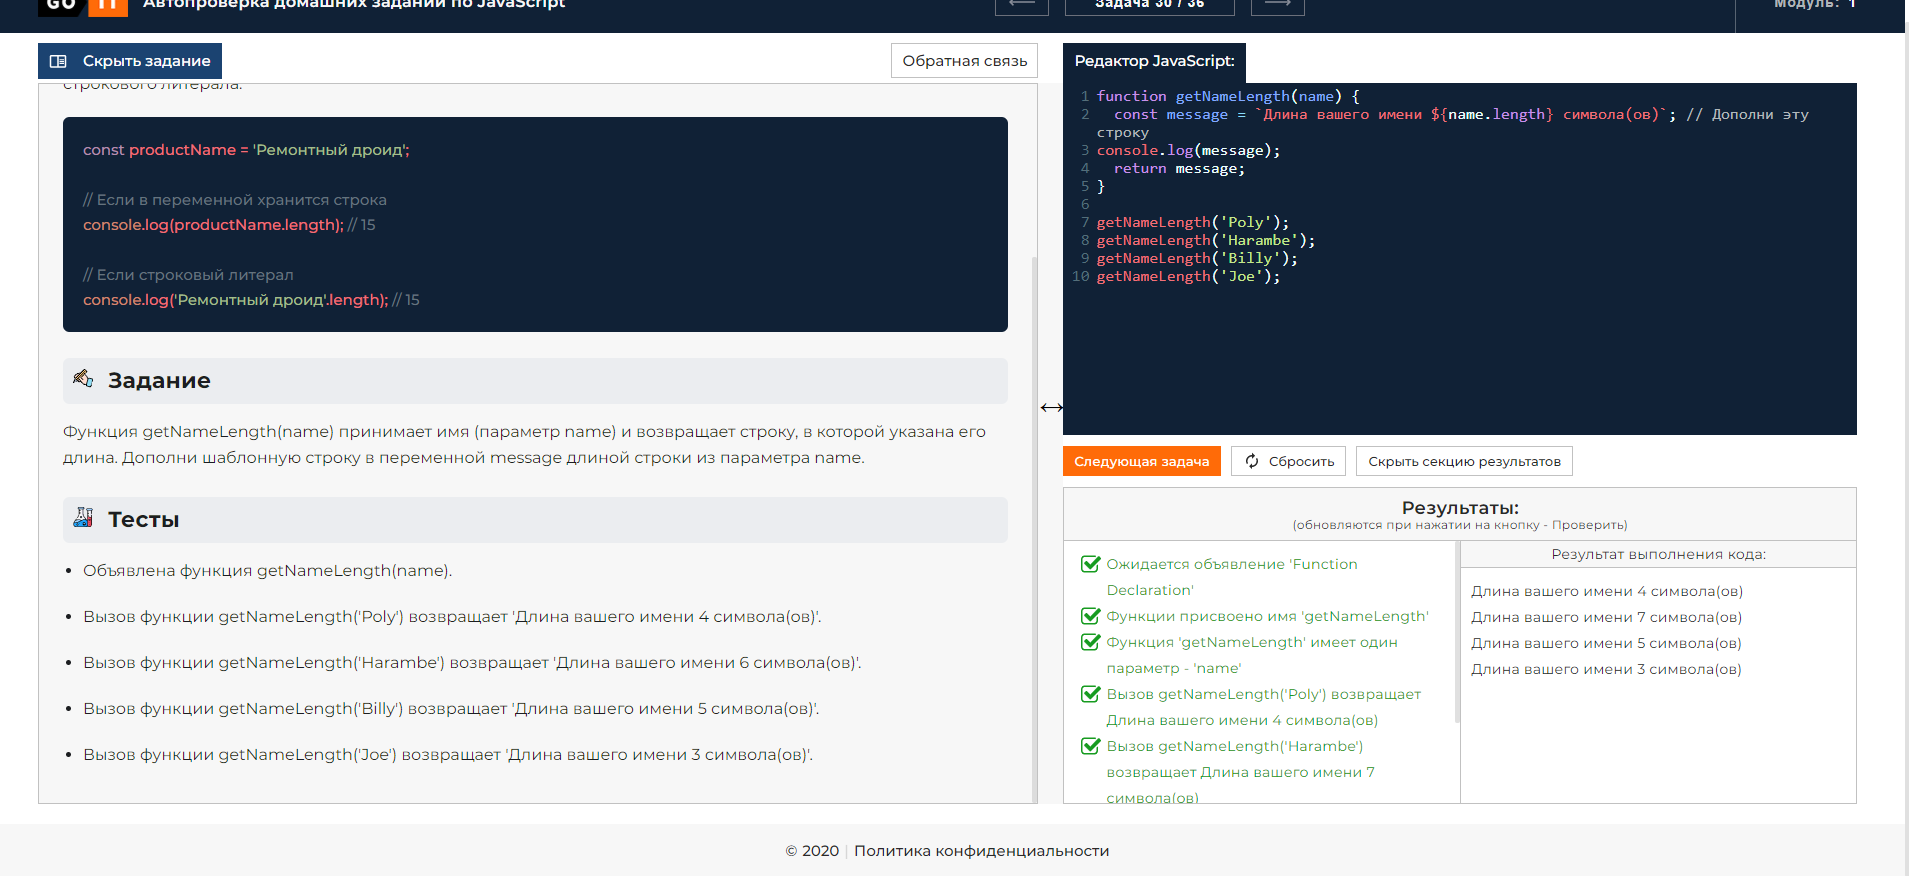 GO IT
Автопроверка домашних заданий по JavaScript
Задача 30 / 36
Модуль: 1
Скрыть задание
Обратная связь
строкового литерала.
const productName = 'Ремонтный дроид';
// Если в переменной хранится строка
console.log(productName.length); // 15
// Если строковый литерал
console.log('Ремонтный дроид'.length); // 15
Задание
Функция getNameLength(name) принимает имя (параметр name) и возвращает строку, в которой указана его
длина. Дополни шаблонную строку в переменной message длиной строки из параметра name.
Тесты
Объявлена функция getNameLength(name).
Вызов функции getNameLength('Poly') возвращает 'Длина вашего имени 4 символа(ов)'.
Вызов функции getNameLength('Harambe') возвращает 'Длина вашего имени 6 символа(ов)'.
Вызов функции getNameLength('Billy') возвращает 'Длина вашего имени 5 символа(ов)'.
Вызов функции getNameLength('Joe') возвращает 'Длина вашего имени 3 символа(ов)'.
Редактор JavaScript:
1 function getNameLength(name) {
2 const message = `Длина вашего имени ${name.length} символа(ов)`; // Дополни эту
строку
3 console.log(message);
4 return message;
5 }
6
7 getNameLength('Poly');
8 getNameLength('Harambe');
9 getNameLength('Billy');
10 getNameLength('Joe');
Следующая задача
Сбросить
Скрыть секцию результатов
Результаты:
(обновляются при нажатии на кнопку - Проверить)
Ожидается объявление 'Function
Declaration'
Функции присвоено имя 'getNameLength'
Функция 'getNameLength' имеет один
параметр - 'name'
Вызов getNameLength('Poly') возвращает
Длина вашего имени 4 символа(ов)
Вызов getNameLength('Harambe')
возвращает Длина вашего имени 7
символа(ов)
Результат выполнения кода:
Длина вашего имени 4 символа(ов)
Длина вашего имени 7 символа(ов)
Длина вашего имени 5 символа(ов)
Длина вашего имени 3 символа(ов)
© 2020 | Политика конфиденциальности